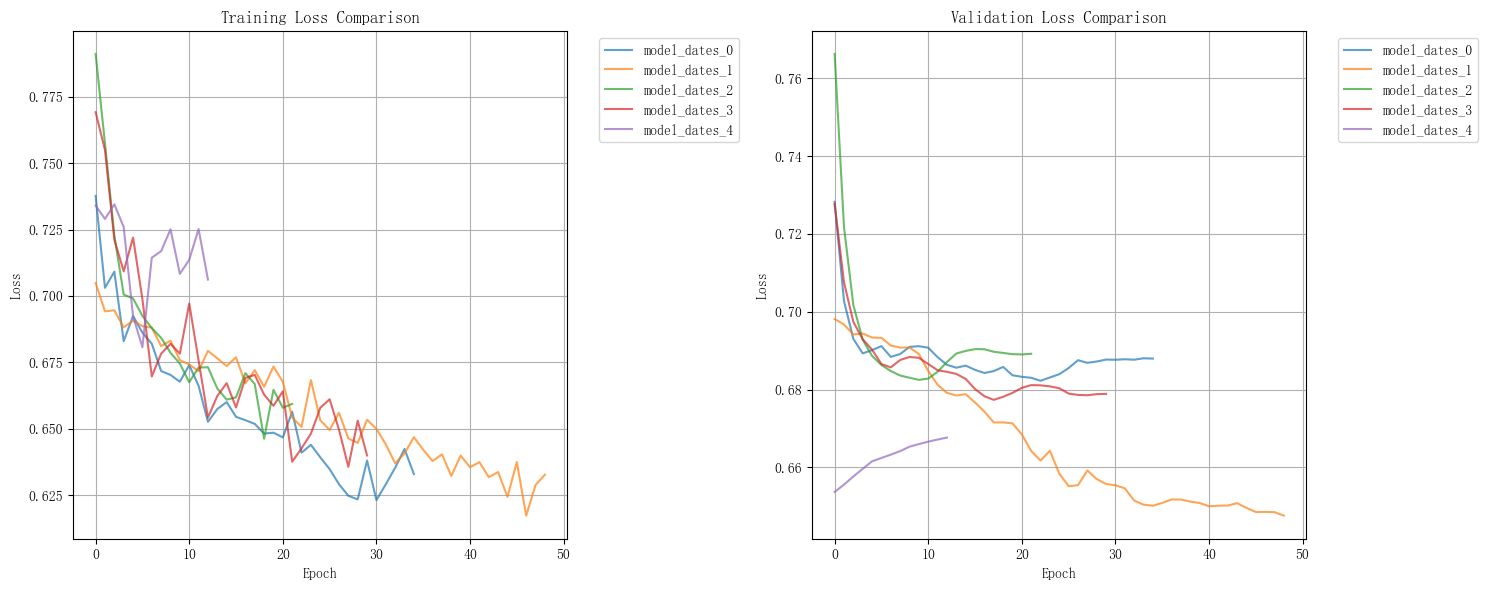 Training Loss Comparison
Loss
0.775
0.750
0.725
0.700
0.675
0.650
0.625
0
10
20
30
40
50
Epoch
model_dates_0
model_dates_1
model_dates_2
model_dates_3
model_dates_4
Validation Loss Comparison
Loss
0.76
0.74
0.72
0.70
0.68
0.66
0
10
20
30
40
50
Epoch
model_dates_0
model_dates_1
model_dates_2
model_dates_3
model_dates_4